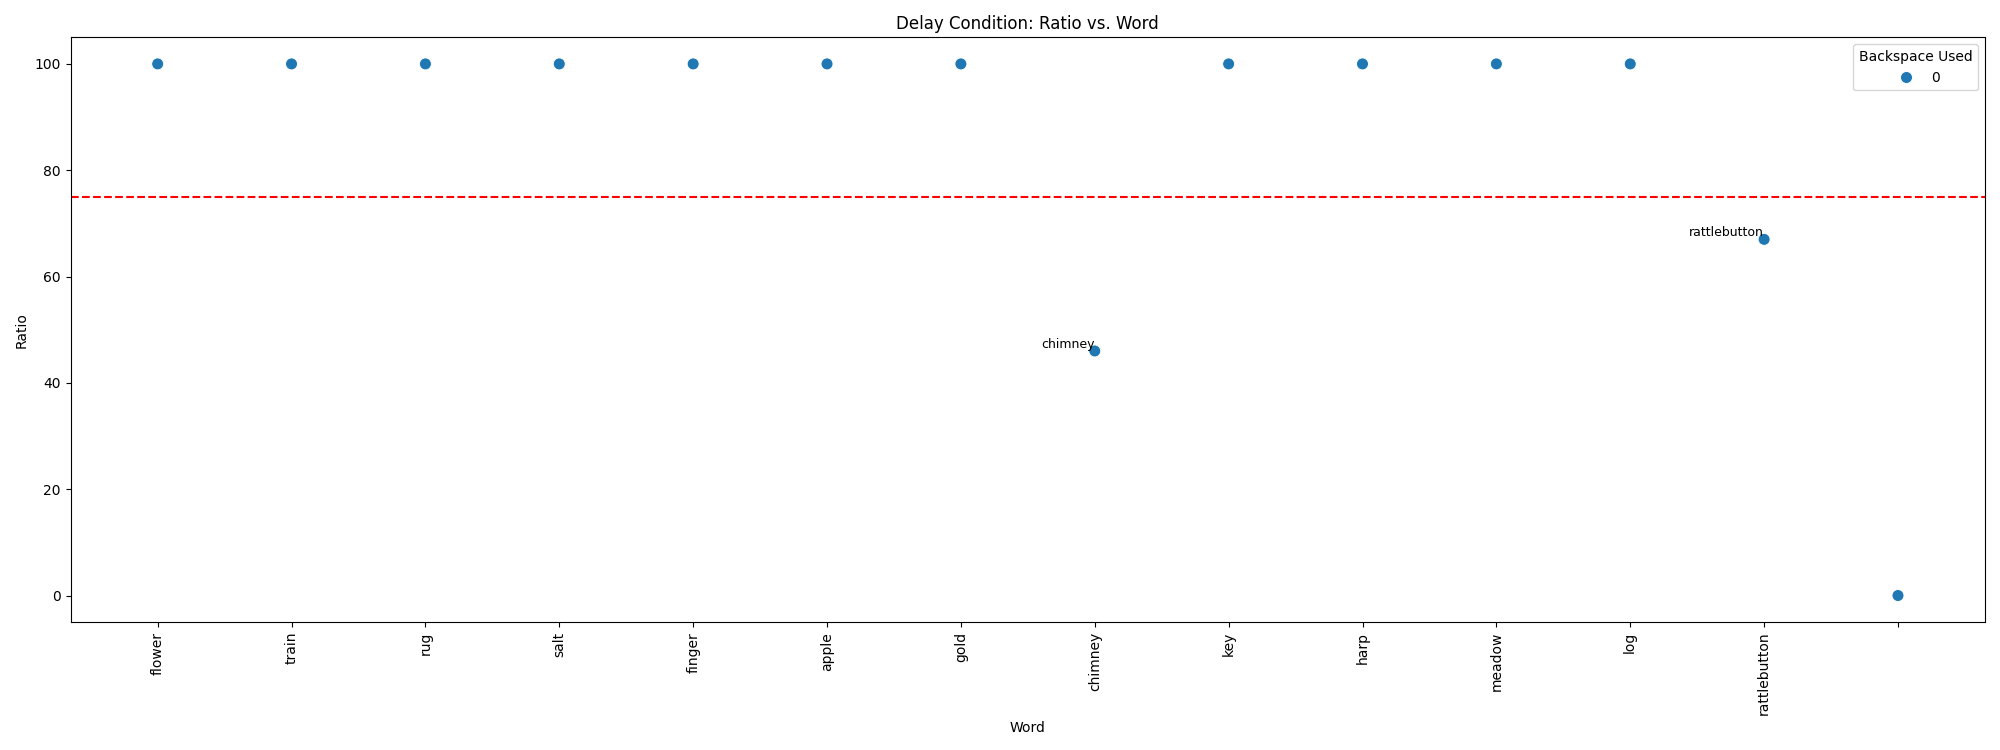 Delay Condition: Ratio vs. Word
Backspace Used
0
100
80
60
40
20
0
Ratio
rattlebutton
chimney
flower
train
rug
salt
finger
apple
gold
chimney
key
harp
meadow
log
rattlebutton
Word